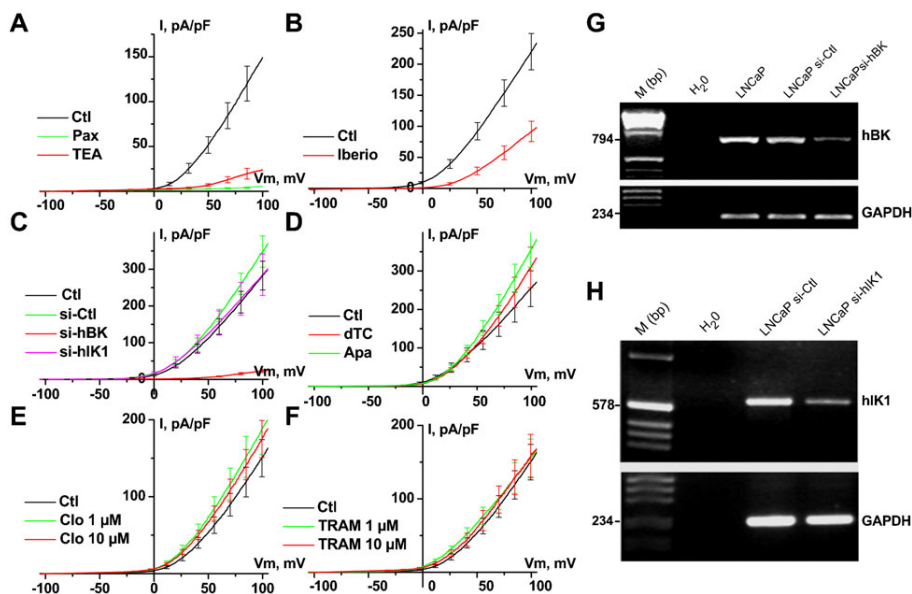 A
I, pA/pF
150
100
50
Ctl
Pax
TEA
Vm, mV
-100
-50
0
50
100
B
I, pA/pF
250
200
150
100
50
0
Ctl
Iberio
Vm, mV
-100
-50
0
50
100
C
I, pA/pF
300
200
100
0
Ctl
si-Ctl
si-hBK
si-hIK1
Vm, mV
-100
-50
0
50
100
D
I, pA/pF
300
200
100
Ctl
dTC
Apa
Vm, mV
-100
-50
0
50
100
E
I, pA/pF
200
100
Ctl
Clo 1 µM
Clo 10 µM
Vm, mV
-100
-50
0
50
100
F
I, pA/pF
200
100
Ctl
TRAM 1 µM
TRAM 10 µM
Vm, mV
-100
-50
0
50
100
G
M (bp)
H20
LNCaP
LNCaP si-Ctl
LNCaPsi-hBK
794
hBK
234
GAPDH
H
M (bp)
H20
LNCaP si-Ctl
LNCaP si-hIK1
578
hIK1
234
GAPDH